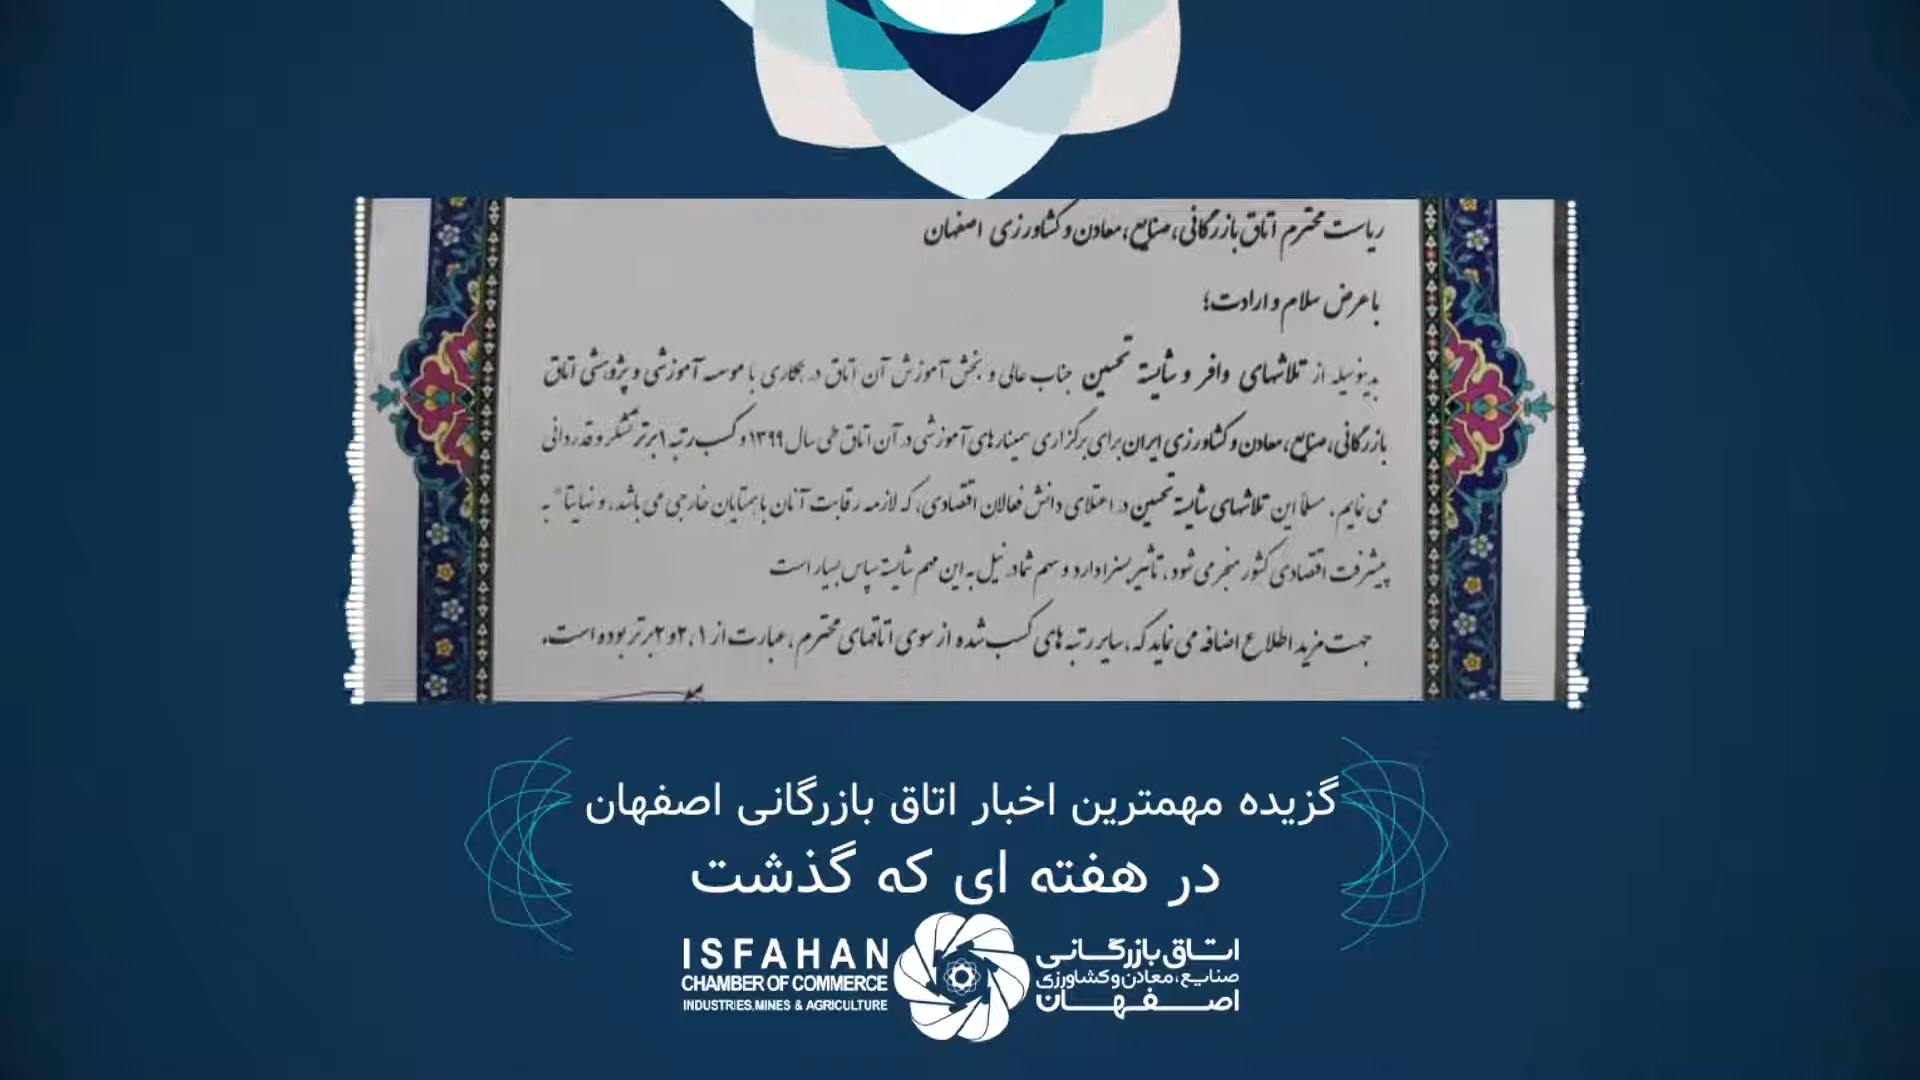 ریاست محترم اتاق بازرگانی، صنایع، معادن و کشاورزی اصفهان
با عرض سلام و ارادت؛
بدینوسیله از تلاشهای وافر و شایسته تحسین جناب عالی و بخش آموزش آن اتاق در همکاری با موسسه آموزشی و پژوهشی اتاق
بازرگانی، صنایع، معادن و کشاورزی ایران برای برگزاری سمینارهای آموزشی در آن اتاق طی سال ۱۳۹۹ و کسب رتبه ۱ برتر تشکر و قدردانی
می نمایم، مسلماً این تلاشهای شایسته تحسین در اعتلای دانش فعالان اقتصادی، که لازمه رقابت آنان با همتایان خارجی می باشد، و نهایتاً به
پیشرفت اقتصادی کشور منجر می شود، تأثیر بسزا دارد و سهم شما در نیل به این مهم شایسته سپاس بسیار است
جهت مزید اطلاع اضافه می نماید که، سایر رتبه های کسب شده از سوی اتاقهای محترم، عبارت از ۱، ۲ و ۳ برتر بوده است.
گزیده مهمترین اخبار اتاق بازرگانی اصفهان
در هفته ای که گذشت
اتاق بازرگانی
صنایع، معادن و کشاورزی
اصفهان
ISFAHAN
CHAMBER OF COMMERCE
INDUSTRIES,MINES & AGRICULTURE